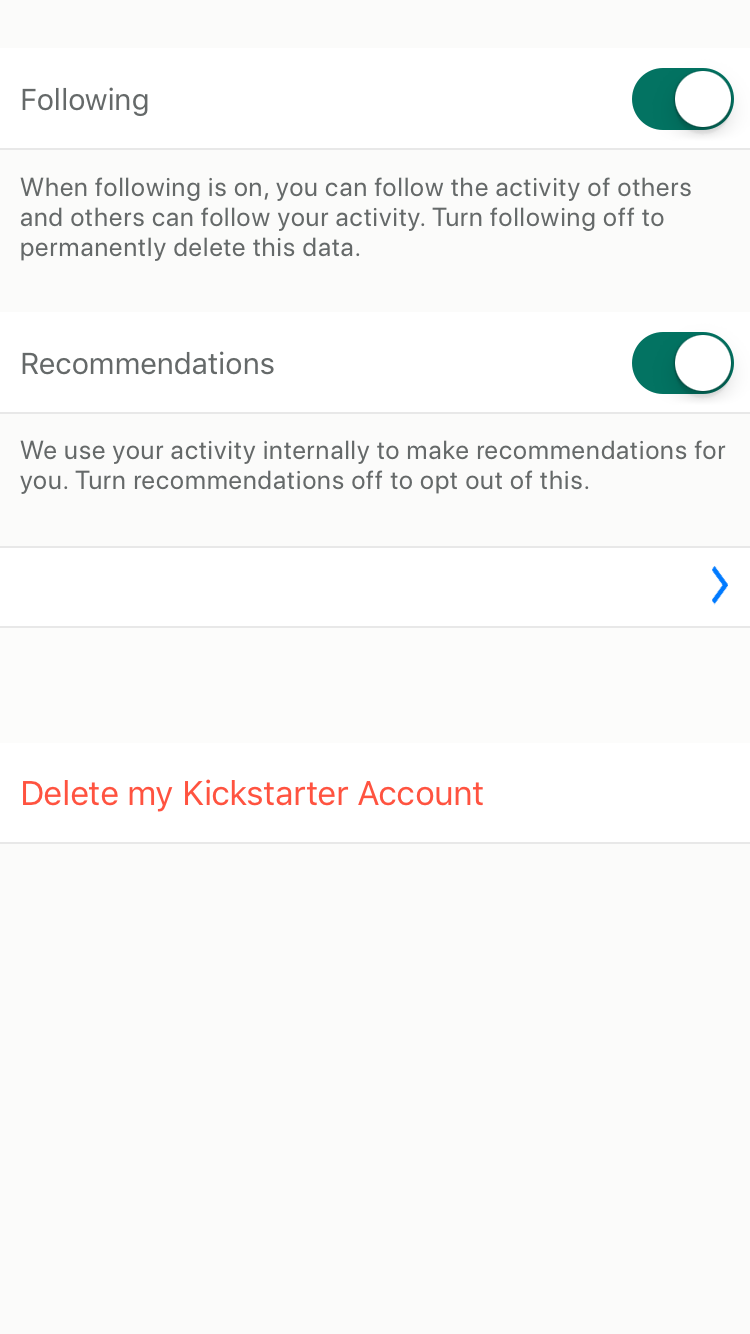 Following
When following is on, you can follow the activity of others
and others can follow your activity. Turn following off to
permanently delete this data.
Recommendations
We use your activity internally to make recommendations for
you. Turn recommendations off to opt out of this.
Delete my Kickstarter Account